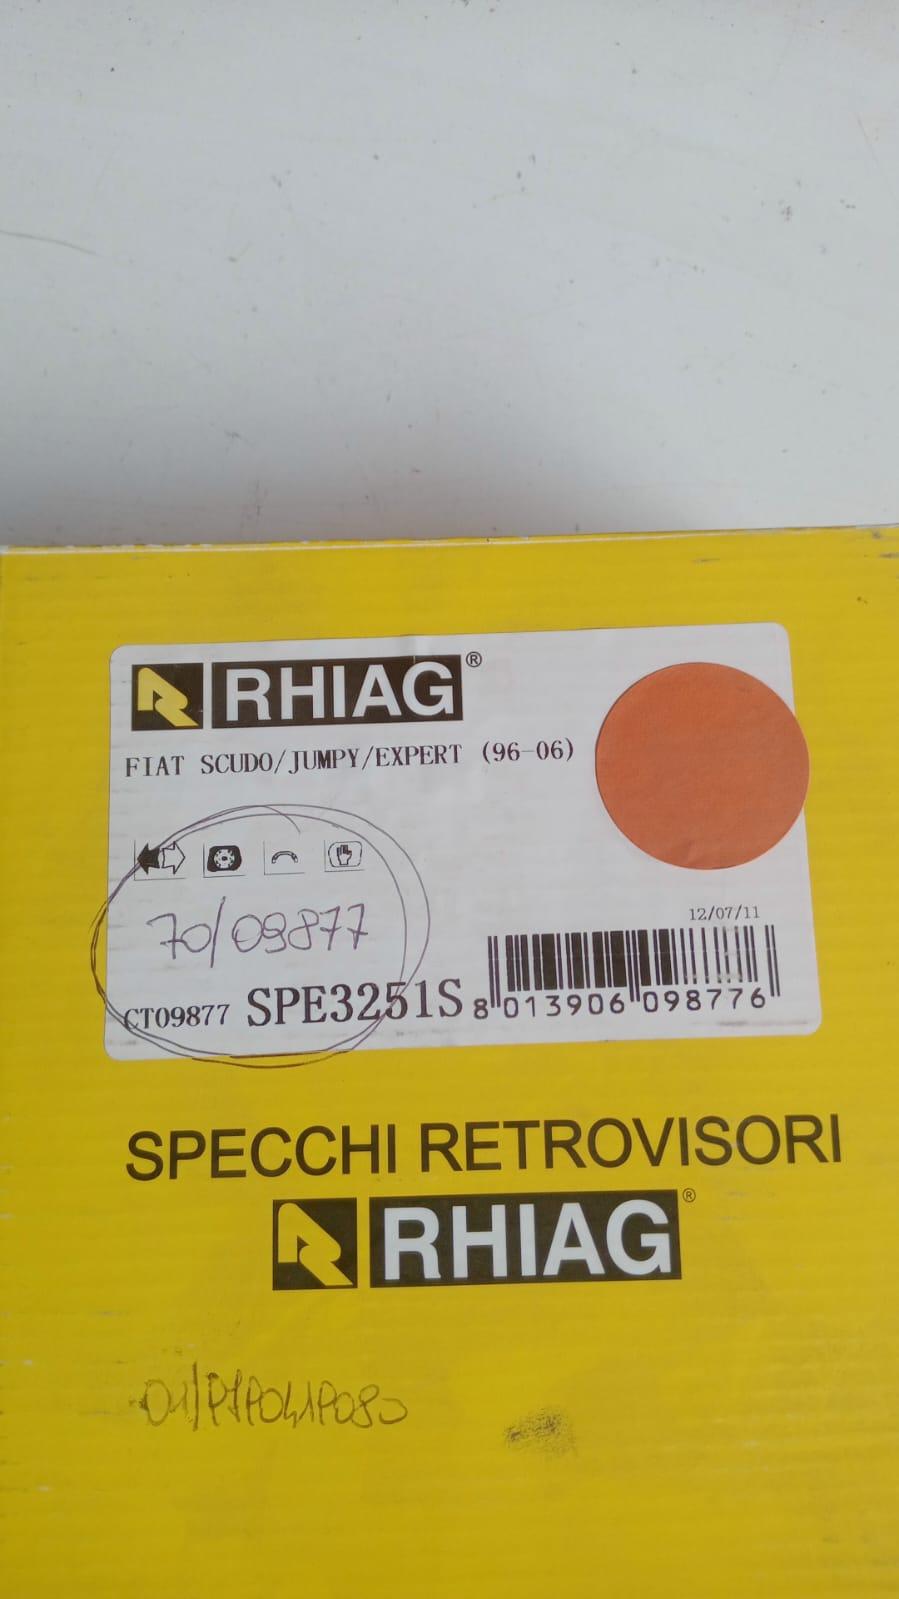 RHIAG®
FIAT SCUDO/JUMPY/EXPERT (96-06)
70/09877
12/07/11
CT09877 SPE3251S
8 013906 098776
SPECCHI RETROVISORI
RHIAG®